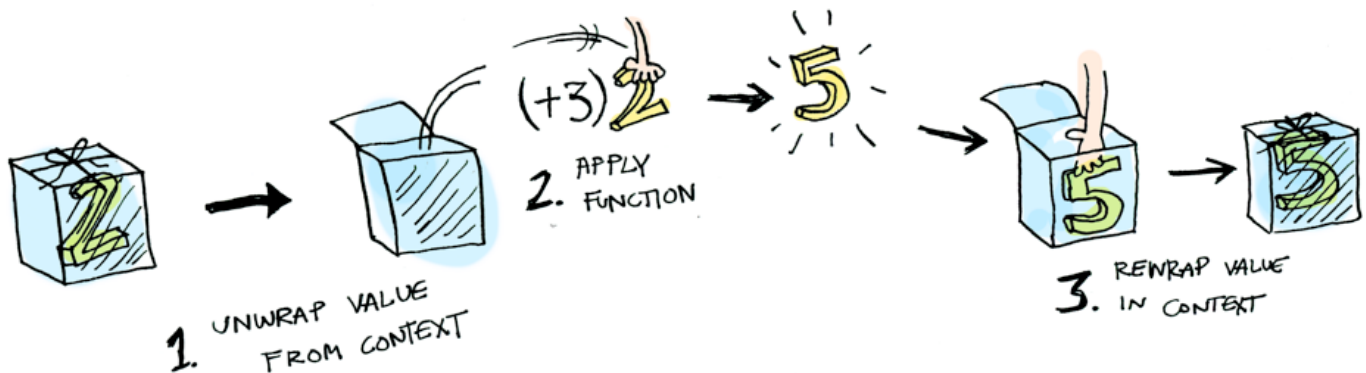 2
1. UNWRAP VALUE
FROM CONTEXT
(+3) 2
2. APPLY
FUNCTION
5
5
3. REWRAP VALUE
IN CONTEXT
5